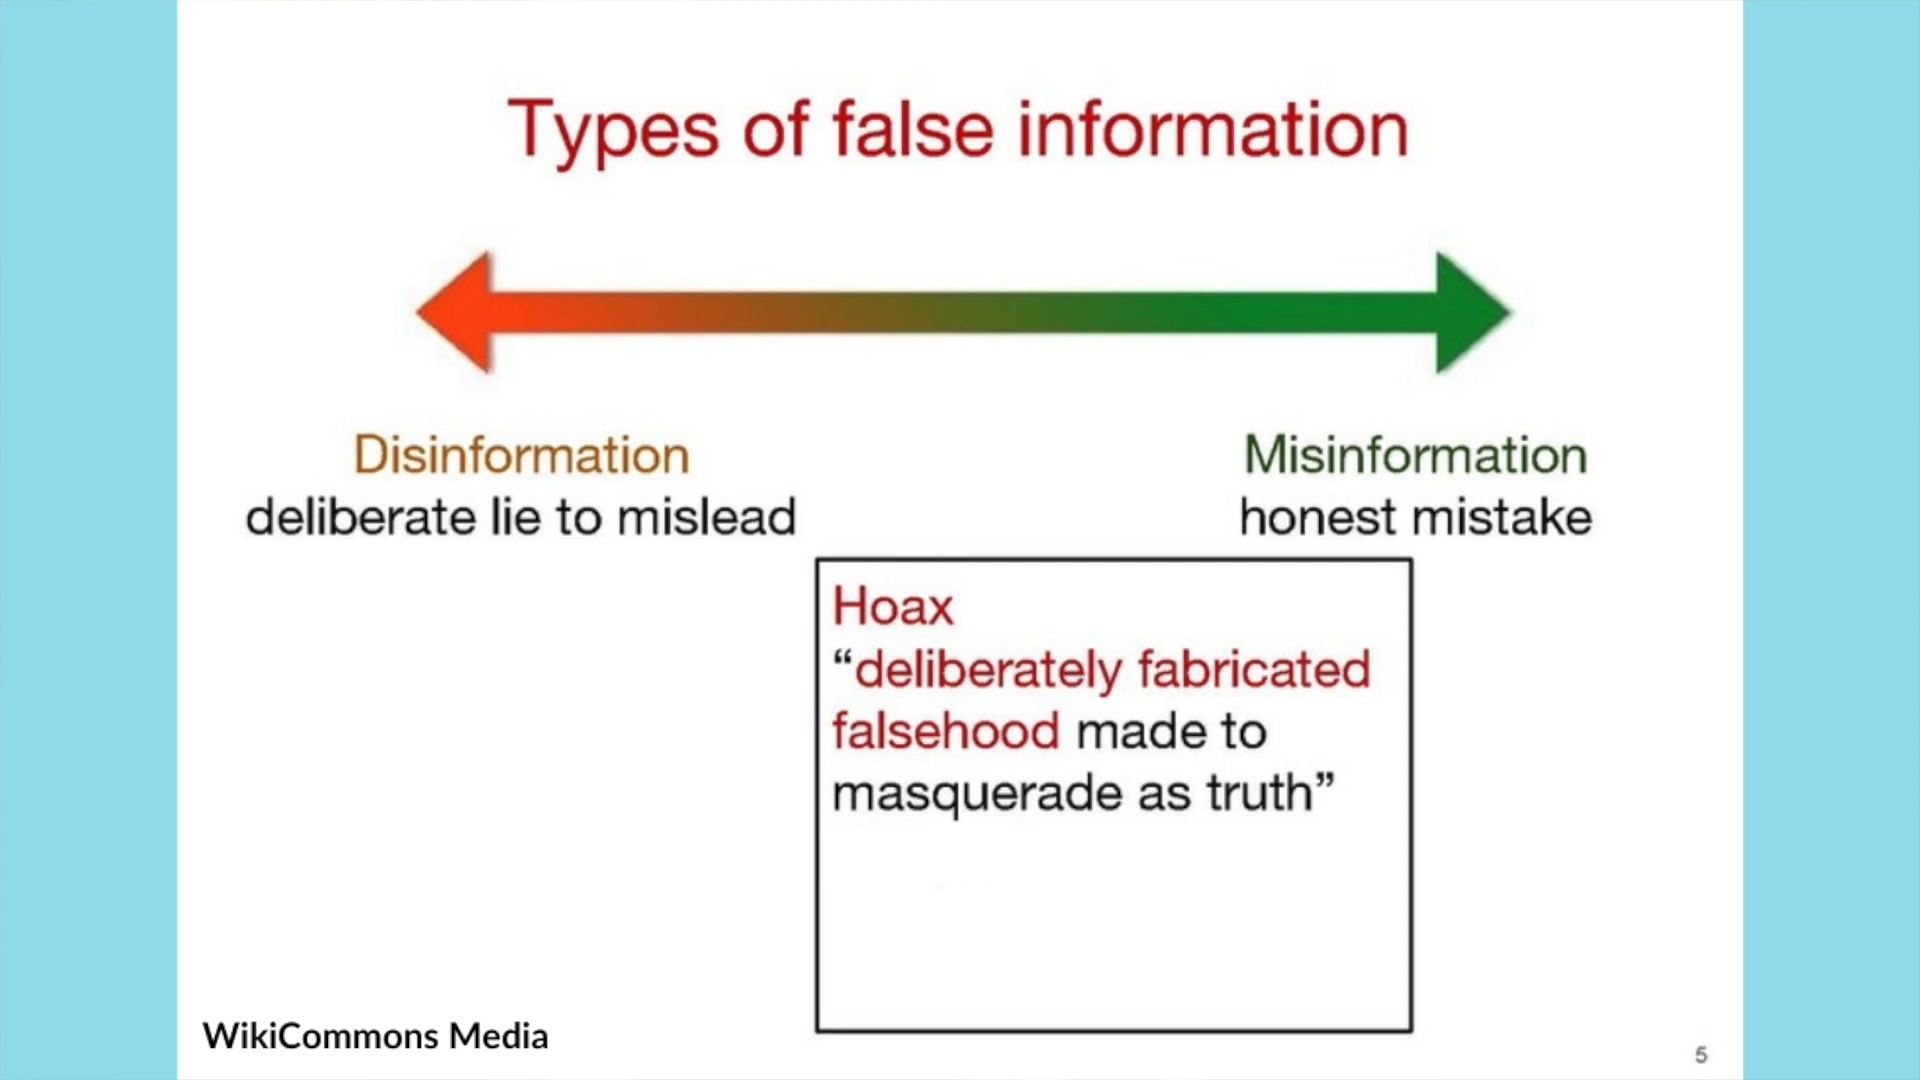 Types of false information
Disinformation
deliberate lie to mislead
Misinformation
honest mistake
Hoax
“deliberately fabricated
falsehood made to
masquerade as truth”
WikiCommons Media
5